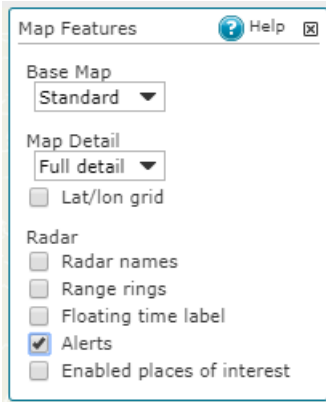 Map Features ? Help
Base Map
Standard
Map Detail
Full detail
Lat/lon grid
Radar
Radar names
Range rings
Floating time label
Alerts
Enabled places of interest